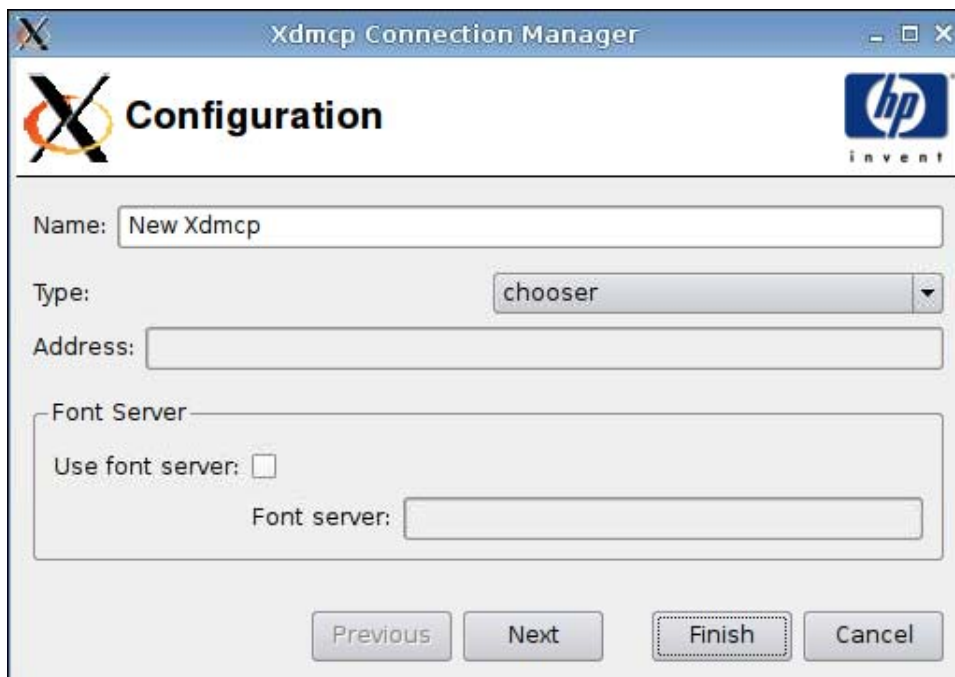 Xdmcp Connection Manager
Configuration
hp
invent
Name: New Xdmcp
Type: chooser
Address:
Font Server
Use font server:
Font server:
Previous Next Finish Cancel